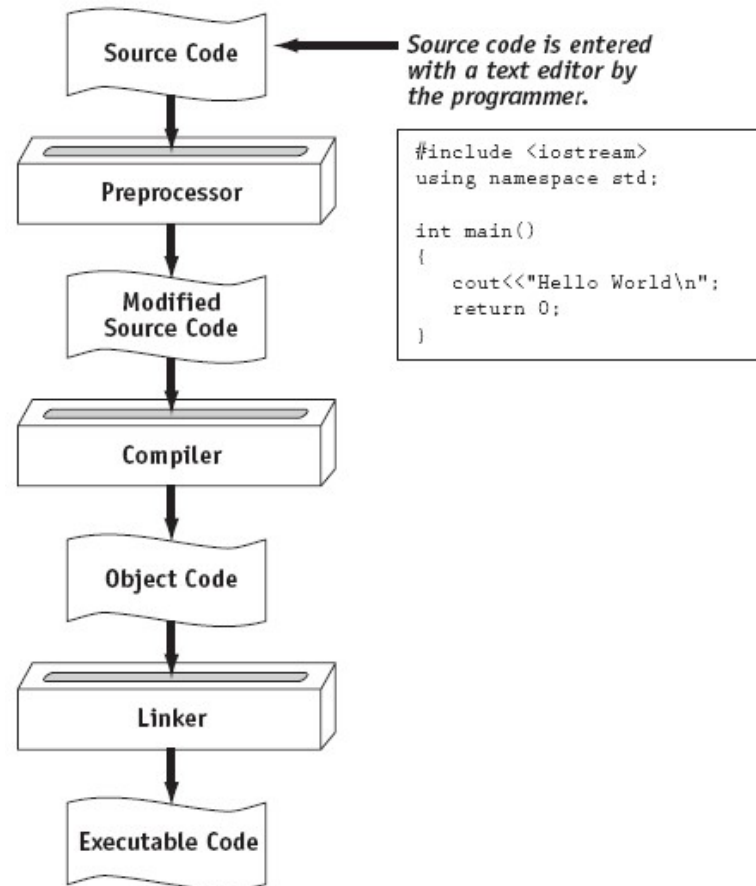 Source Code
Source code is entered
with a text editor by
the programmer.
Preprocessor
#include <iostream>
using namespace std;
int main()
{
cout<<"Hello World\n";
return 0;
}
Modified
Source Code
Compiler
Object Code
Linker
Executable Code